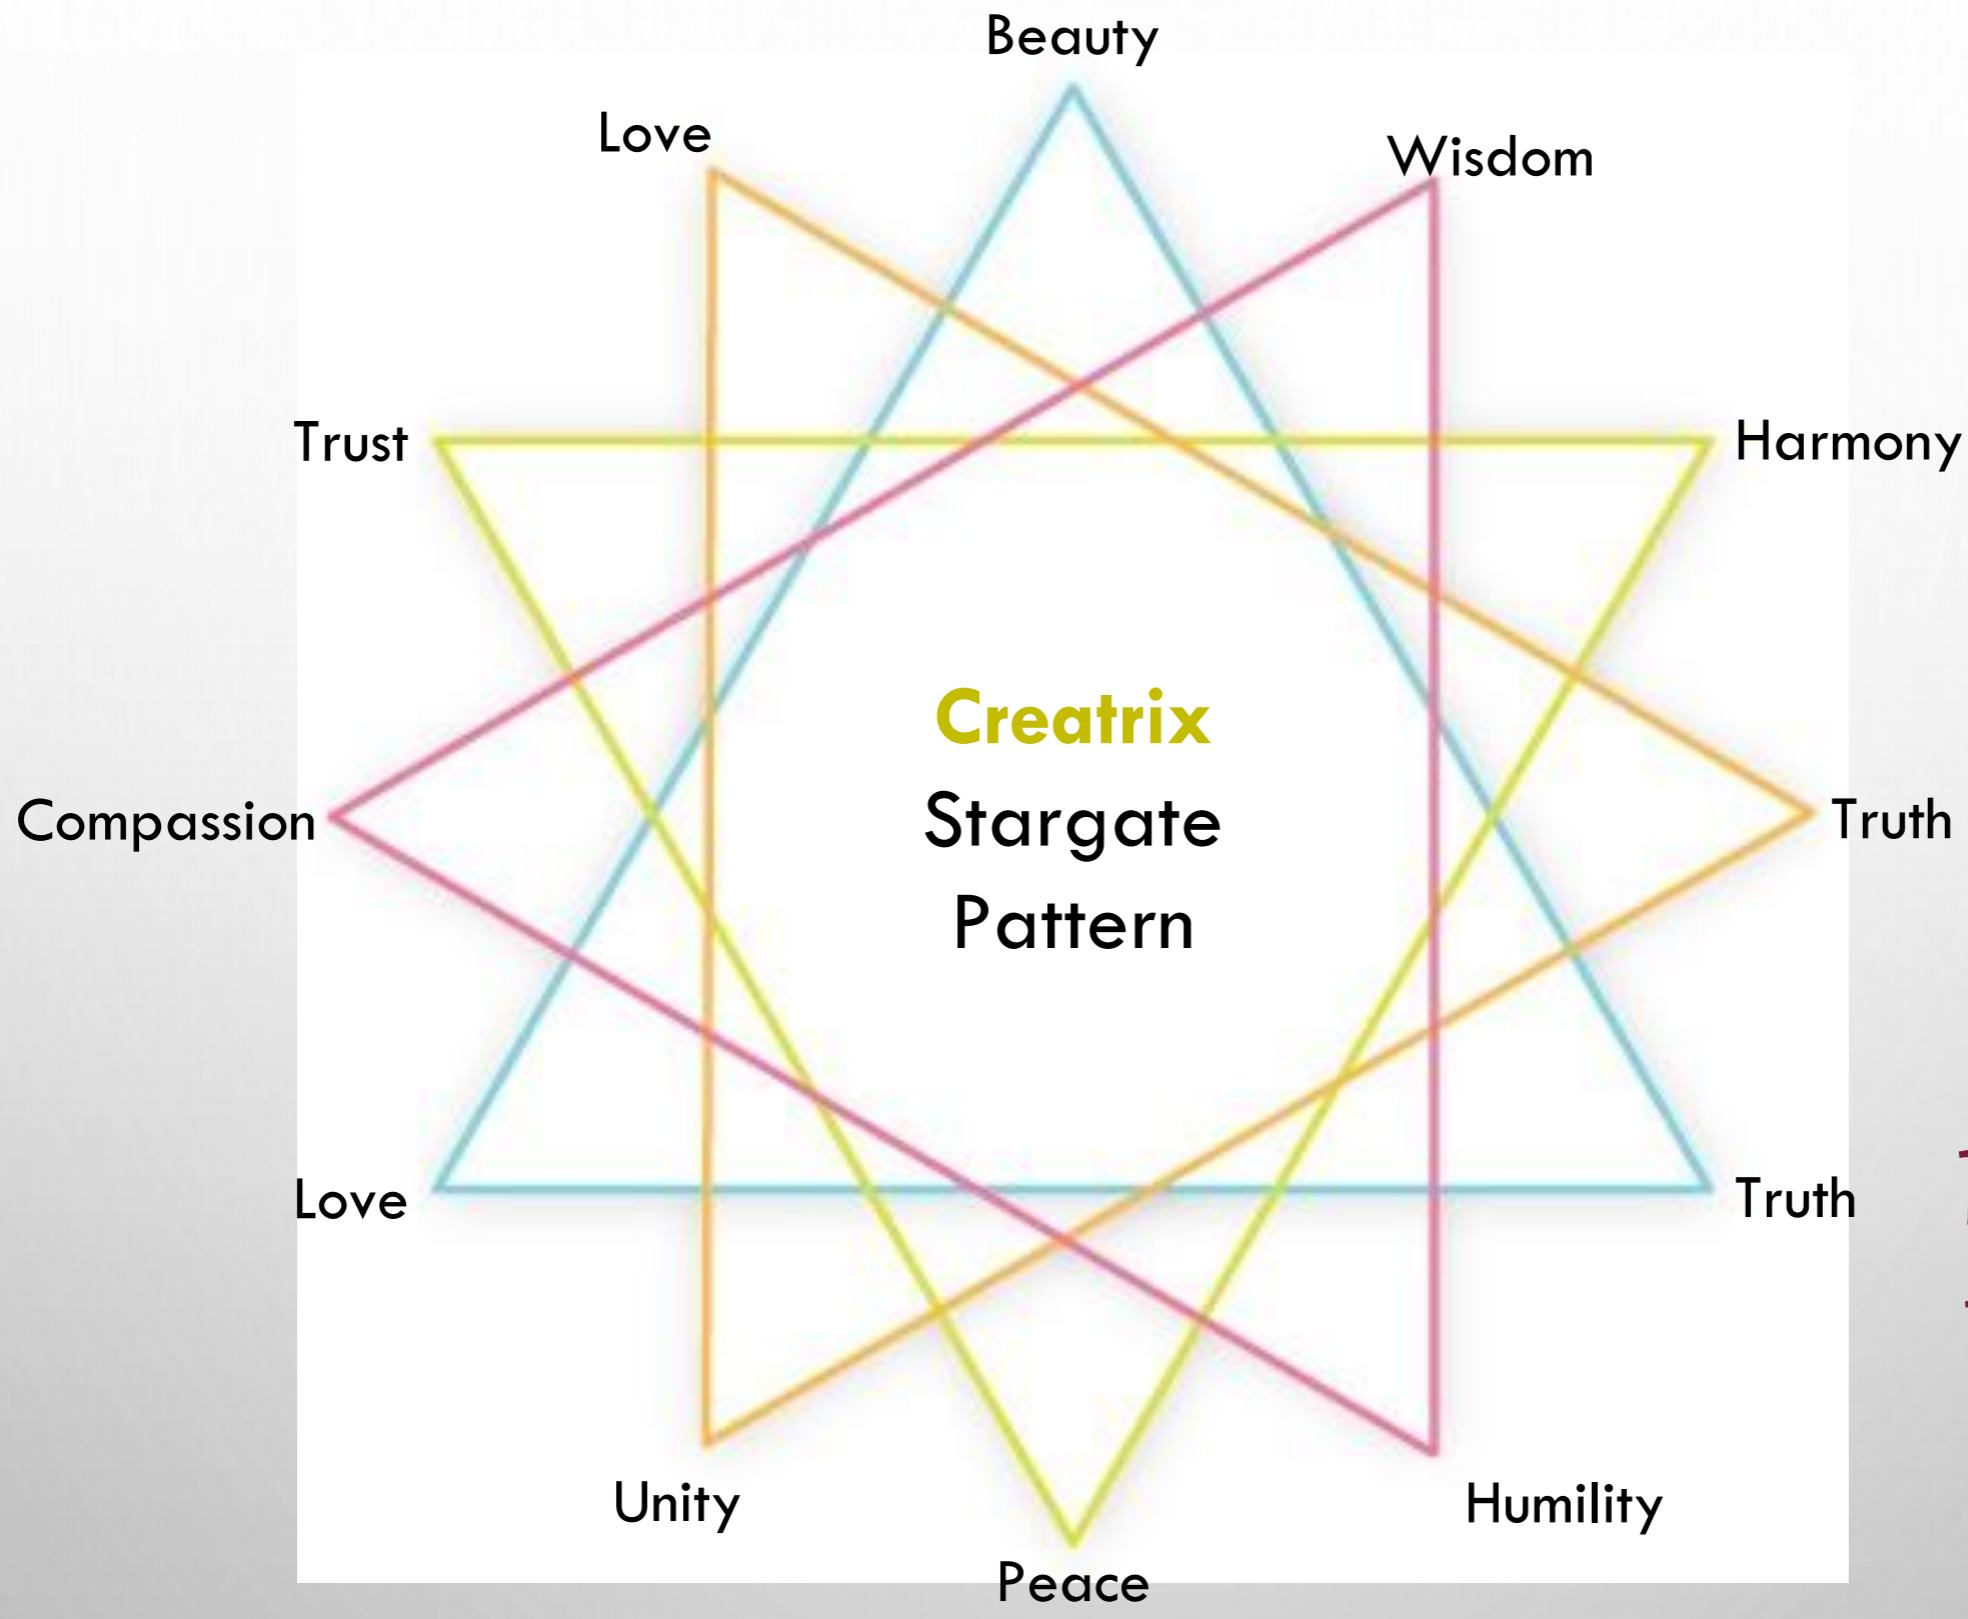 Beauty
Love
Wisdom
Trust
Harmony
Creatrix
Stargate
Pattern
Compassion
Truth
Love
Truth
Unity
Humility
Peace